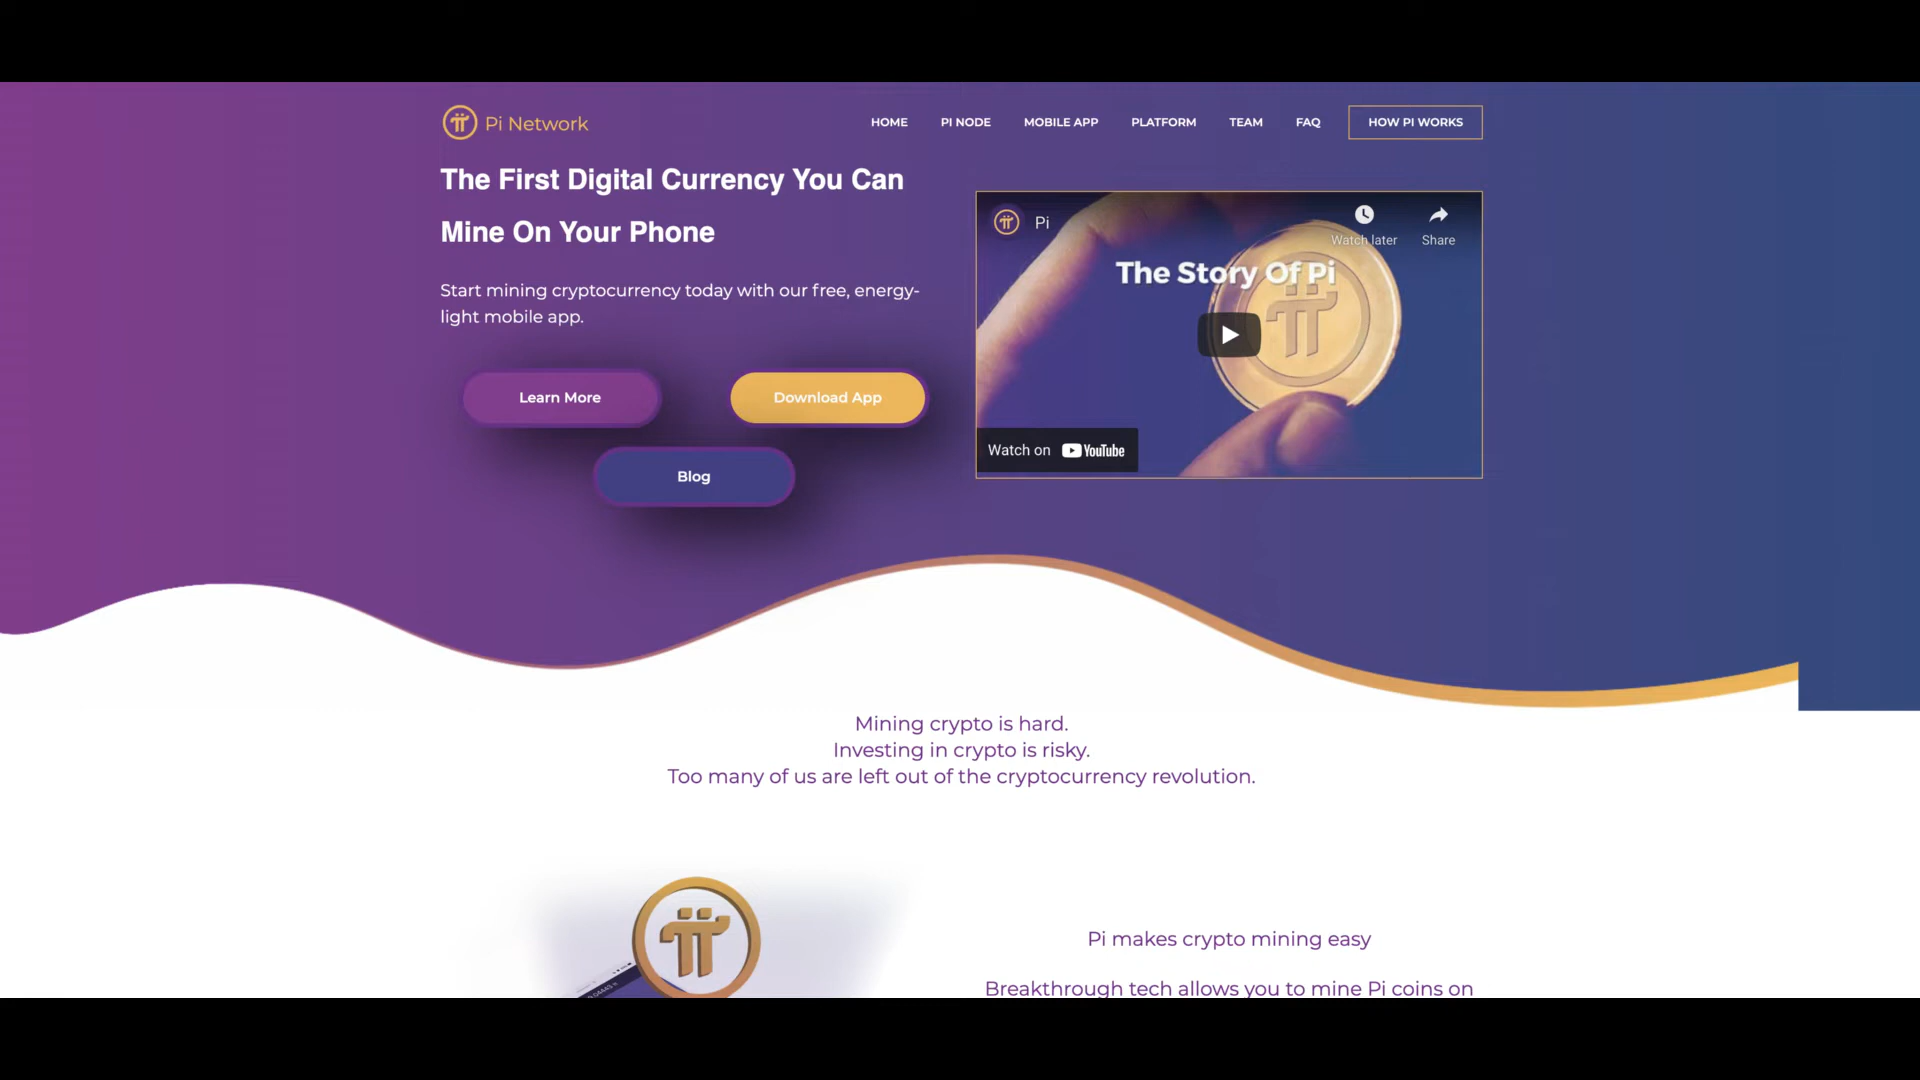 Pi Network
HOME
PI NODE
MOBILE APP
PLATFORM
TEAM
FAQ
HOW PI WORKS
The First Digital Currency You Can
Mine On Your Phone
Start mining cryptocurrency today with our free, energy-
light mobile app.
Learn More
Download App
Blog
Pi
Watch later
Share
The Story Of Pi
Watch on YouTube
Mining crypto is hard.
Investing in crypto is risky.
Too many of us are left out of the cryptocurrency revolution.
Pi makes crypto mining easy
Breakthrough tech allows you to mine Pi coins on